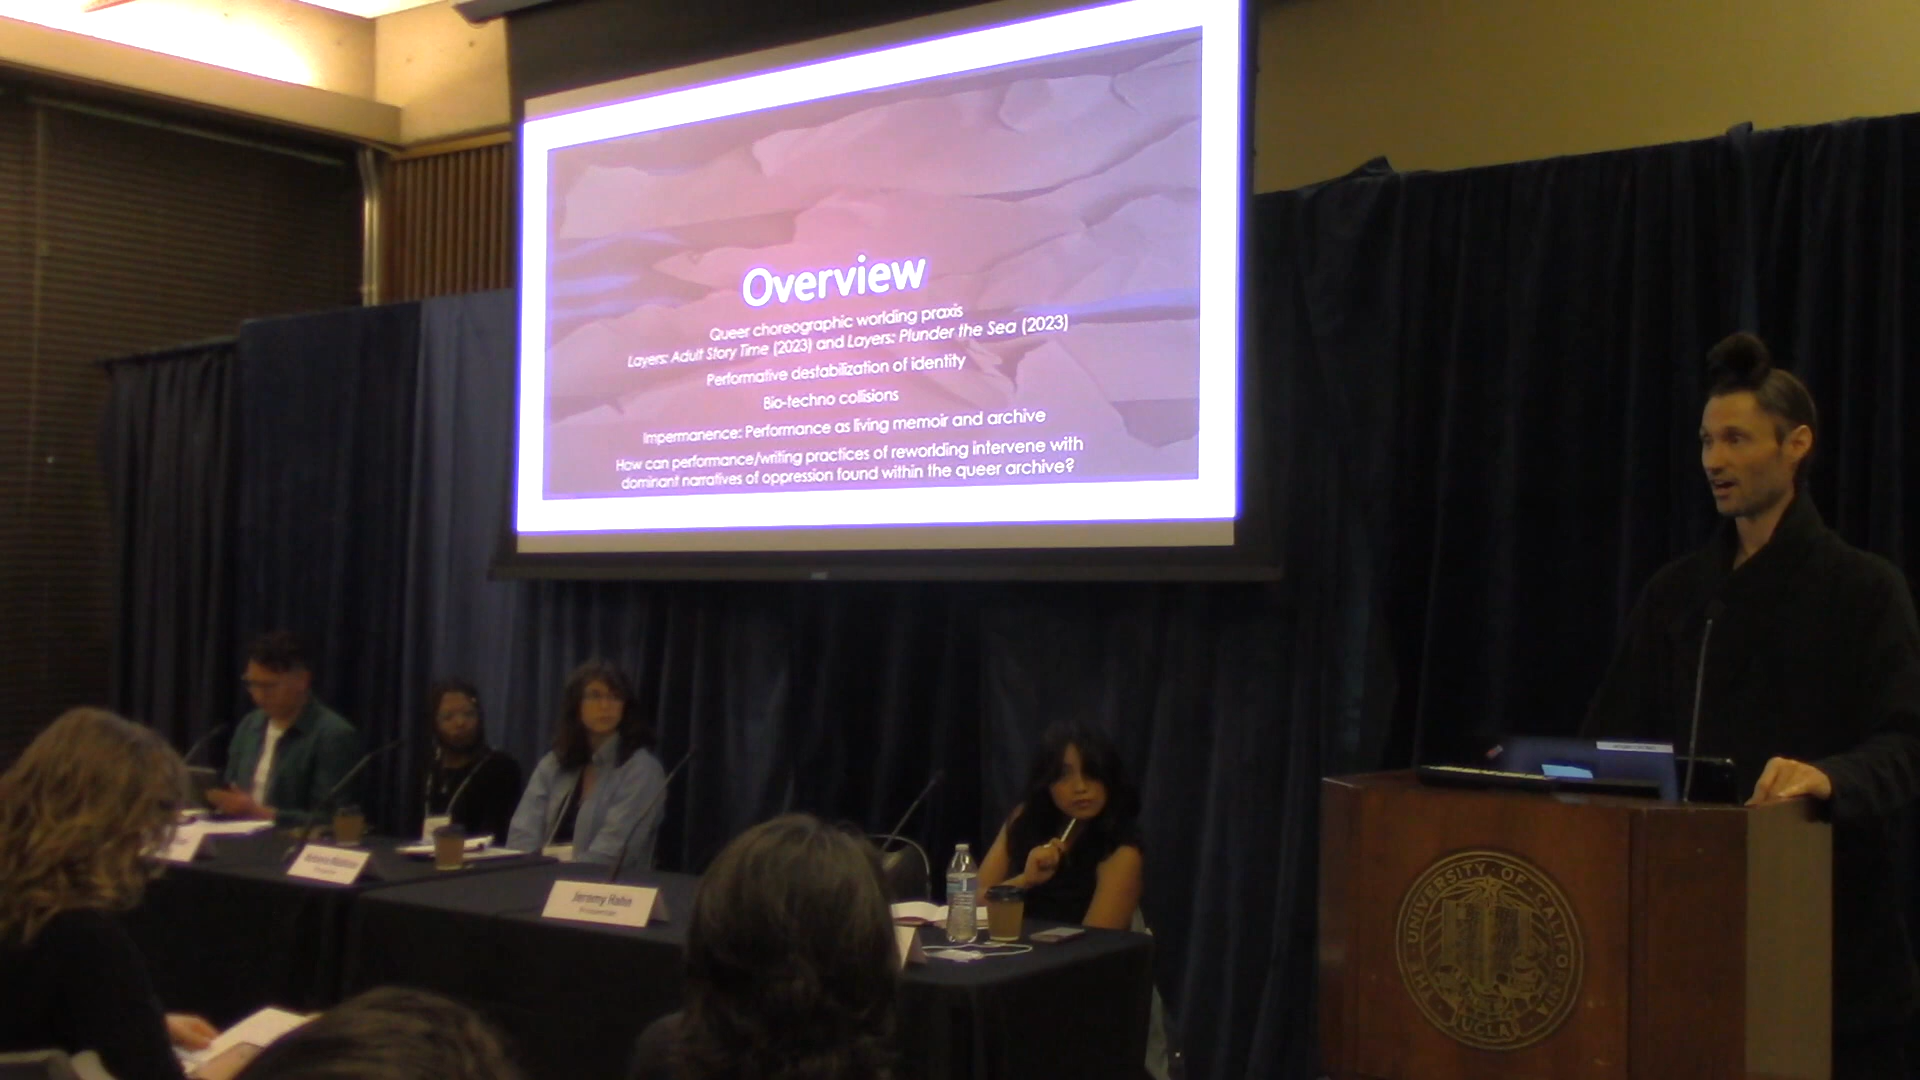 Overview
Queer choreographic worlding praxis
Layers: Adult Story Time (2023) and Layers: Plunder the Sea (2023)
Performative destabilization of identity
Bio-techno collisions
Impermanence: Performance as living memoir and archive
How can performance/writing practices of reworlding intervene with
dominant narratives of oppression found within the queer archive?
Jeremy Hahn
THE UNIVERSITY OF CALIFORNIA
UCLA